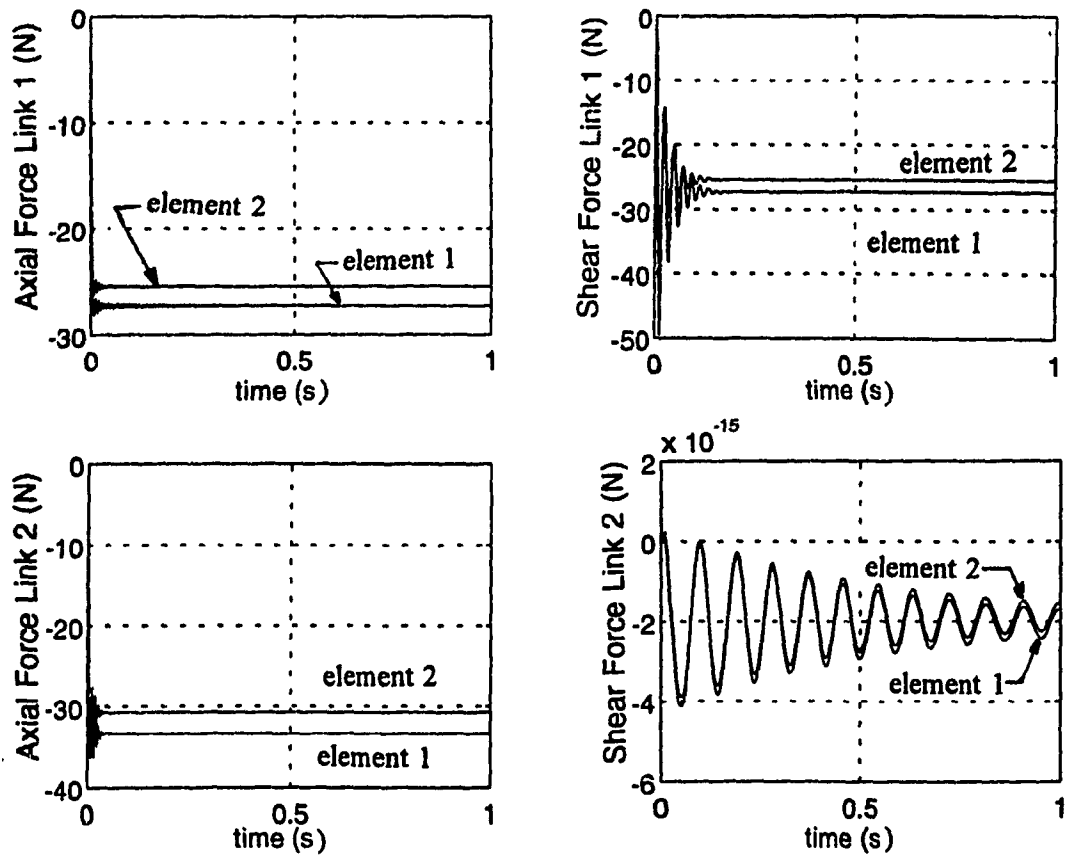 Axial Force Link 1 (N)
0
-10
-20
-30
element 2
element 1
0
0.5
1
time (s)
Shear Force Link 1 (N)
0
-10
-20
-30
-40
-50
element 2
element 1
0
0.5
1
time (s)
Axial Force Link 2 (N)
0
-10
-20
-30
-40
element 2
element 1
0
0.5
1
time (s)
x 10^-15
Shear Force Link 2 (N)
2
0
-2
-4
-6
element 2
element 1
0
0.5
1
time (s)